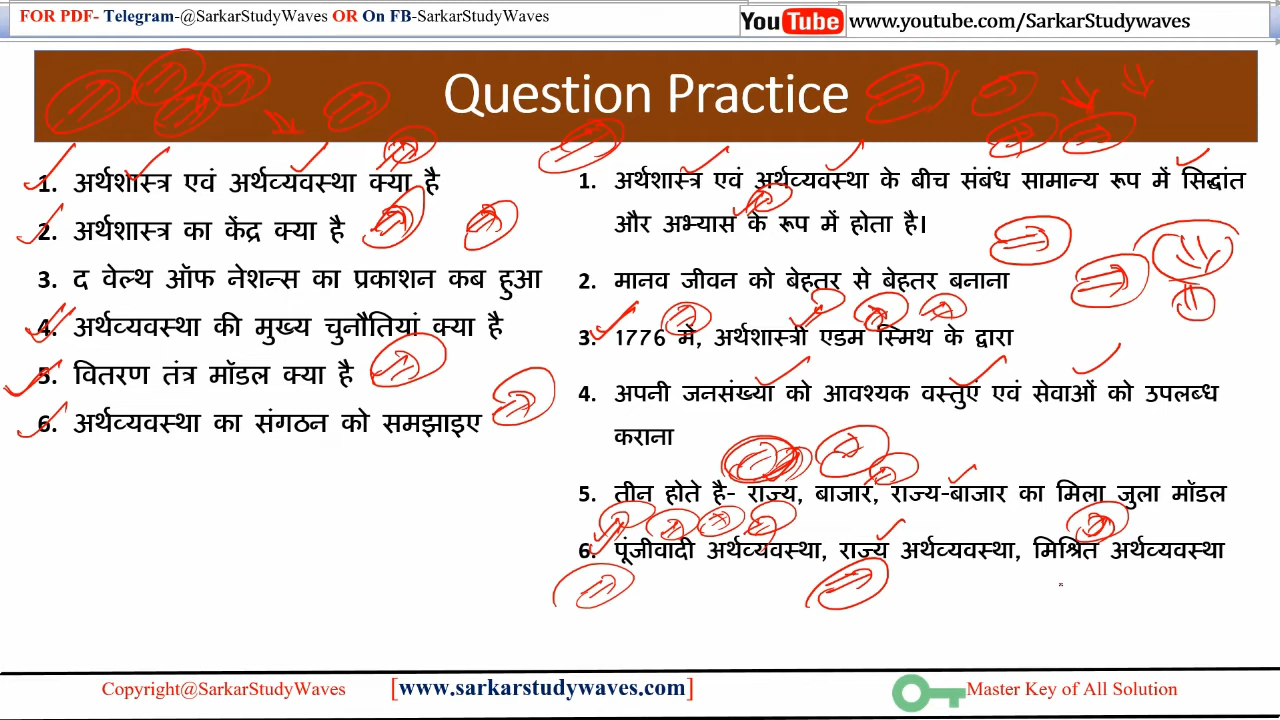 FOR PDF- Telegram-@SarkarStudyWaves OR On FB-SarkarStudyWaves
YouTube www.youtube.com/SarkarStudywaves
Question Practice
1. अर्थशास्त्र एवं अर्थव्यवस्था क्या है
2. अर्थशास्त्र का केंद्र क्या है
3. द वेल्थ ऑफ नेशन्स का प्रकाशन कब हुआ
4. अर्थव्यवस्था की मुख्य चुनौतियां क्या है
5. वितरण तंत्र मॉडल क्या है
6. अर्थव्यवस्था का संगठन को समझाइए
1. अर्थशास्त्र एवं अर्थव्यवस्था के बीच संबंध सामान्य रूप में सिद्धांत
और अभ्यास के रूप में होता है।
2. मानव जीवन को बेहतर से बेहतर बनाना
3. 1776 मे, अर्थशास्त्री एडम स्मिथ के द्वारा
4. अपनी जनसंख्या को आवश्यक वस्तुएं एवं सेवाओं को उपलब्ध
कराना
5. तीन होते है- राज्य, बाजार, राज्य-बाजार का मिला जुला मॉडल
6. पूंजीवादी अर्थव्यवस्था, राज्य अर्थव्यवस्था, मिश्रित अर्थव्यवस्था
Copyright@SarkarStudyWaves
[www.sarkarstudywaves.com]
Master Key of All Solution